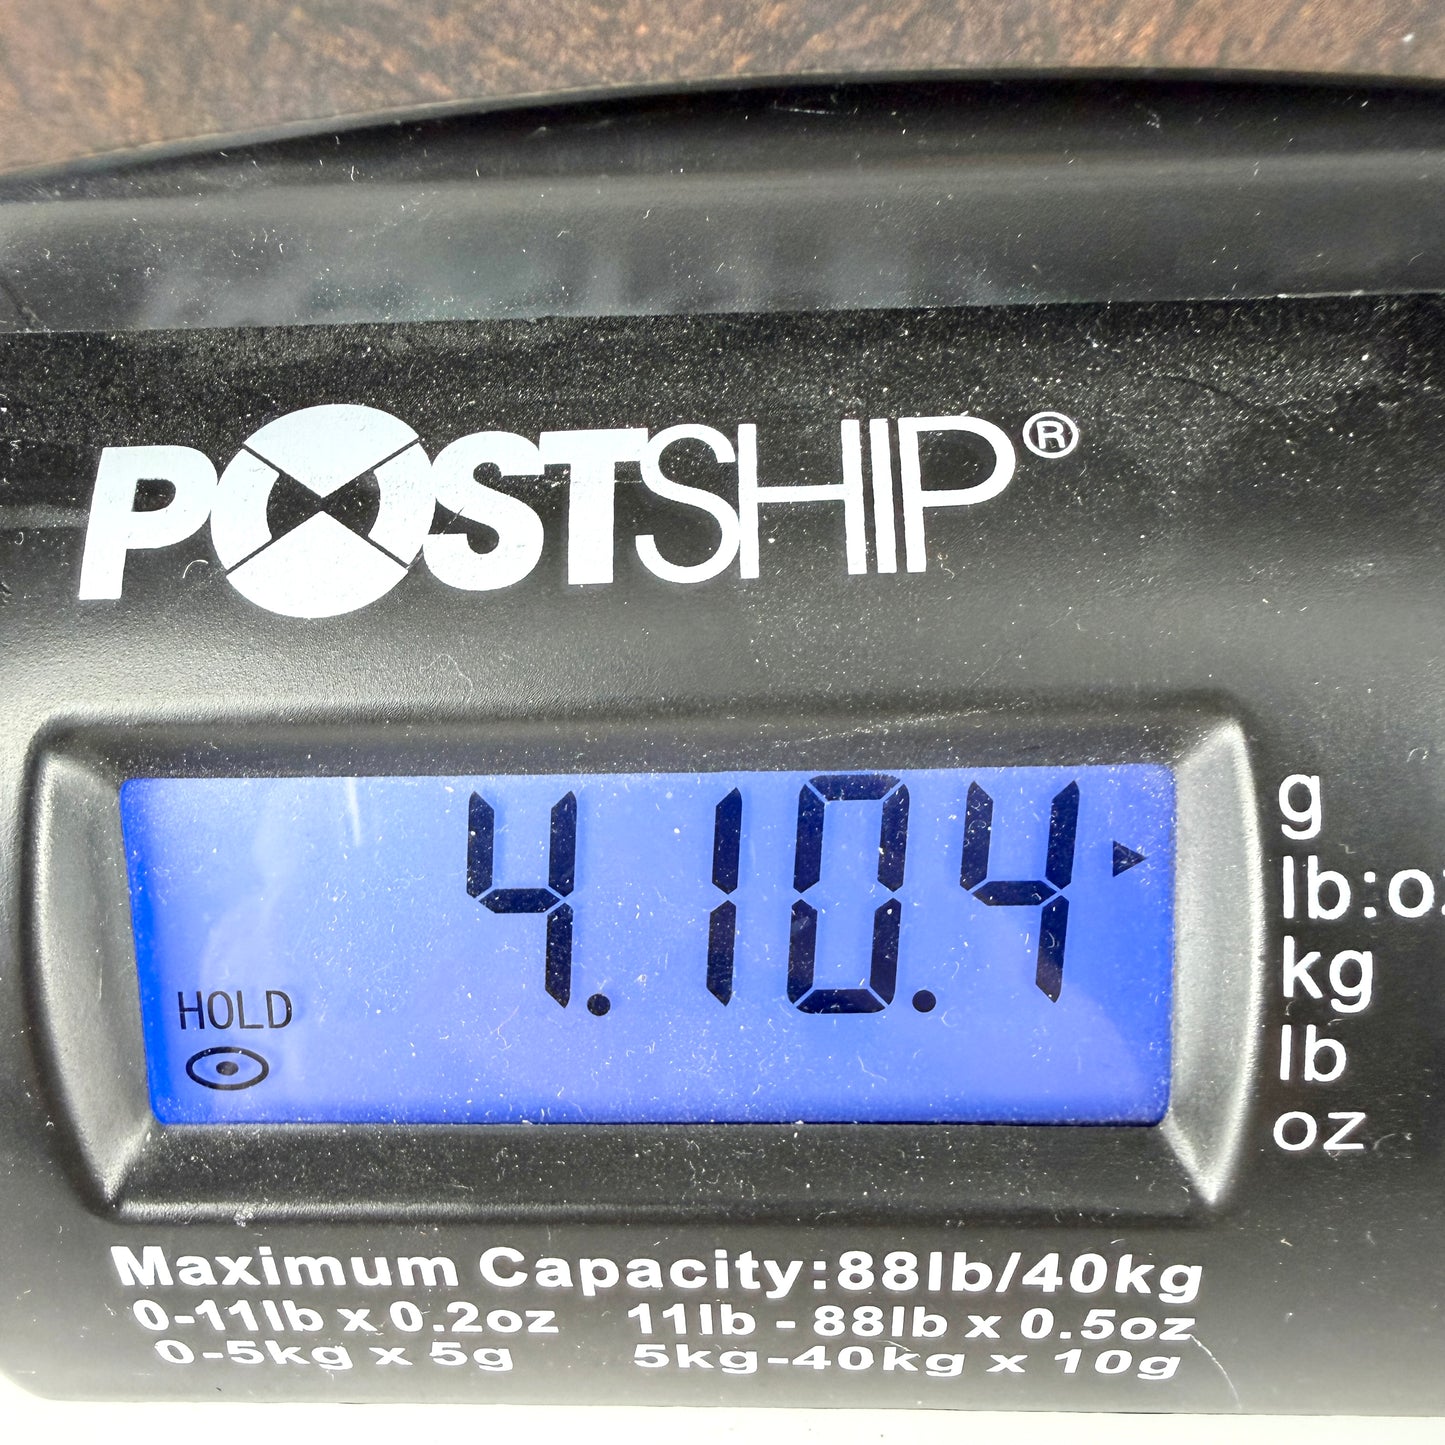 POSTSHIP®
4.10.4
HOLD
g
lb:oz
kg
lb
oz
Maximum Capacity:88lb/40kg
0-11lb x 0.2oz 11lb - 88lb x 0.5oz
0-5kg x 5g 5kg-40kg x 10g